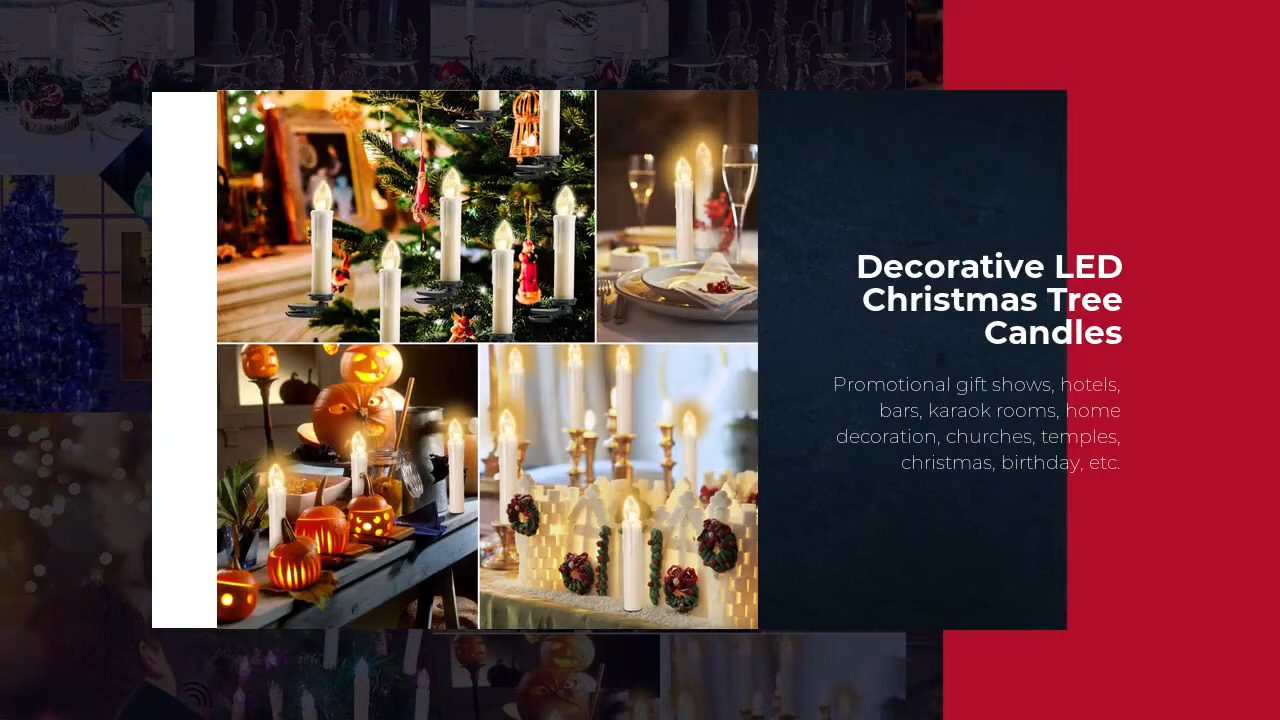 Decorative LED
Christmas Tree
Candles
Promotional gift shows, hotels,
bars, karaok rooms, home
decoration, churches, temples,
christmas, birthday, etc.